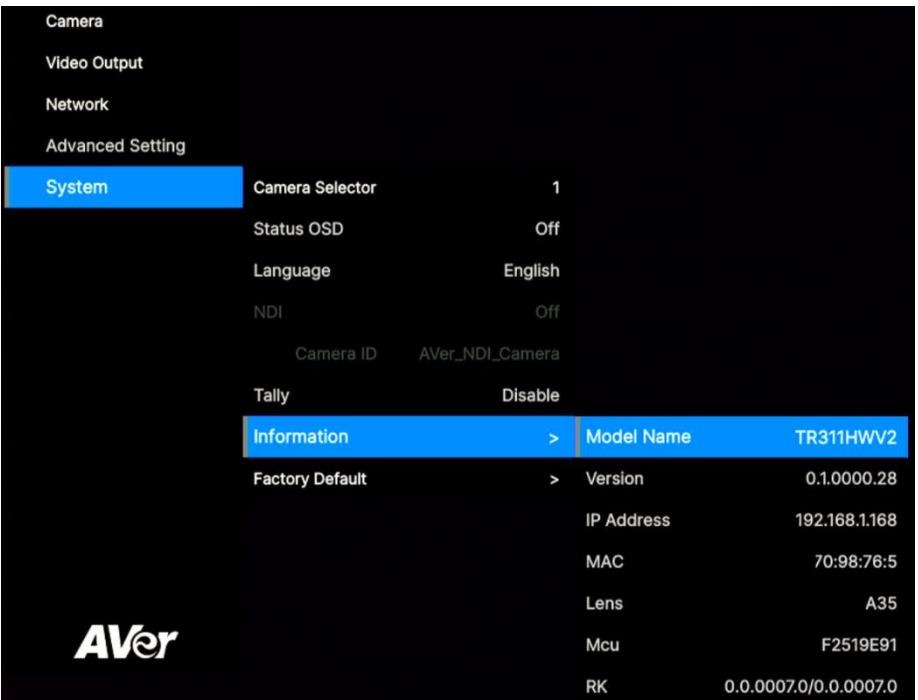 Camera
Video Output
Network
Advanced Setting
System
Camera Selector 1
Status OSD Off
Language English
NDI Off
Camera ID AVer_NDI_Camera
Tally Disable
Information >
Factory Default >
Model Name TR311HWV2
Version 0.1.0000.28
IP Address 192.168.1.168
MAC 70:98:76:5
Lens A35
Mcu F2519E91
RK 0.0.0007.0/0.0.0007.0
AVer